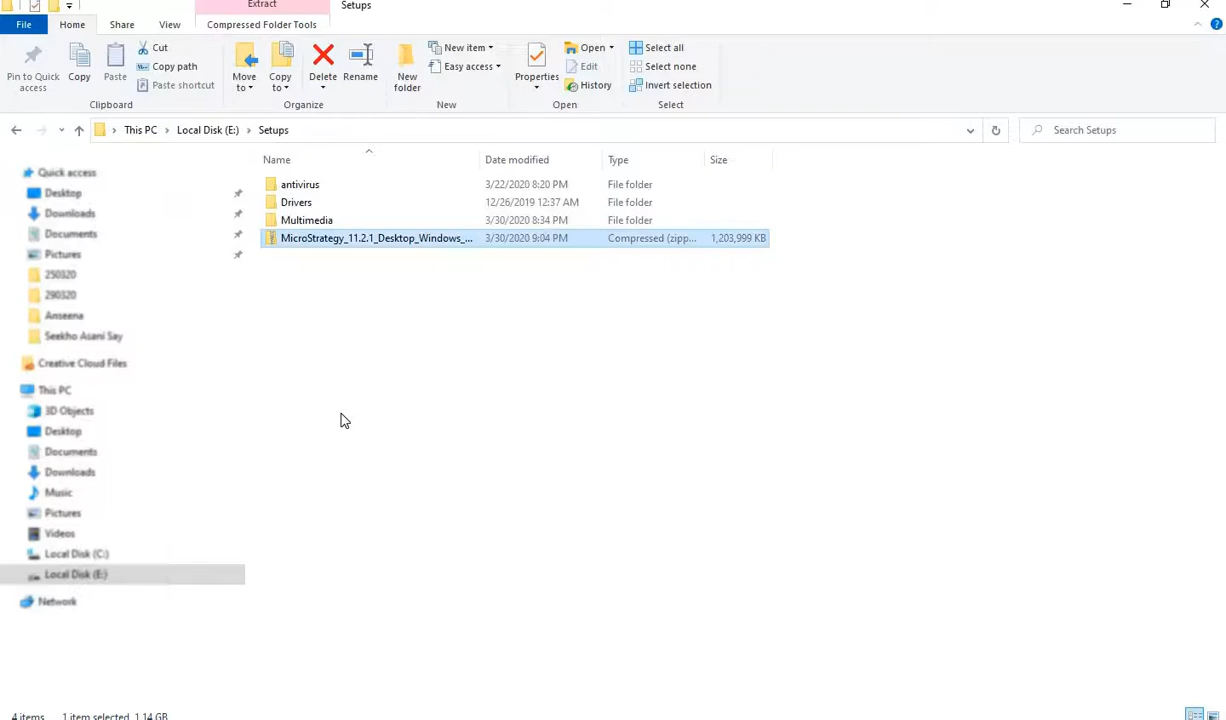 Extract
Setups
File
Home
Share
View
Compressed Folder Tools
Pin to Quick access
Copy
Paste
Cut
Copy path
Paste shortcut
Clipboard
Move to
Copy to
Delete
Rename
Organize
New folder
New item
Easy access
New
Properties
Open
Edit
History
Open
Select all
Select none
Invert selection
Select
This PC
Local Disk (E:)
Setups
Search Setups
Name
Date modified
Type
Size
antivirus 3/22/2020 8:20 PM File folder
Drivers 12/26/2019 12:37 AM File folder
Multimedia 3/30/2020 8:34 PM File folder
MicroStrategy_11.2.1_Desktop_Windows_... 3/30/2020 9:04 PM Compressed (zipp... 1,203,999 KB
Quick access
Desktop
Downloads
Documents
Pictures
250320
290320
Anseena
Seekho Asani Say
Creative Cloud Files
This PC
3D Objects
Desktop
Documents
Downloads
Music
Pictures
Videos
Local Disk (C:)
Local Disk (E:)
Network
4 items 1 item selected 1.14 GB